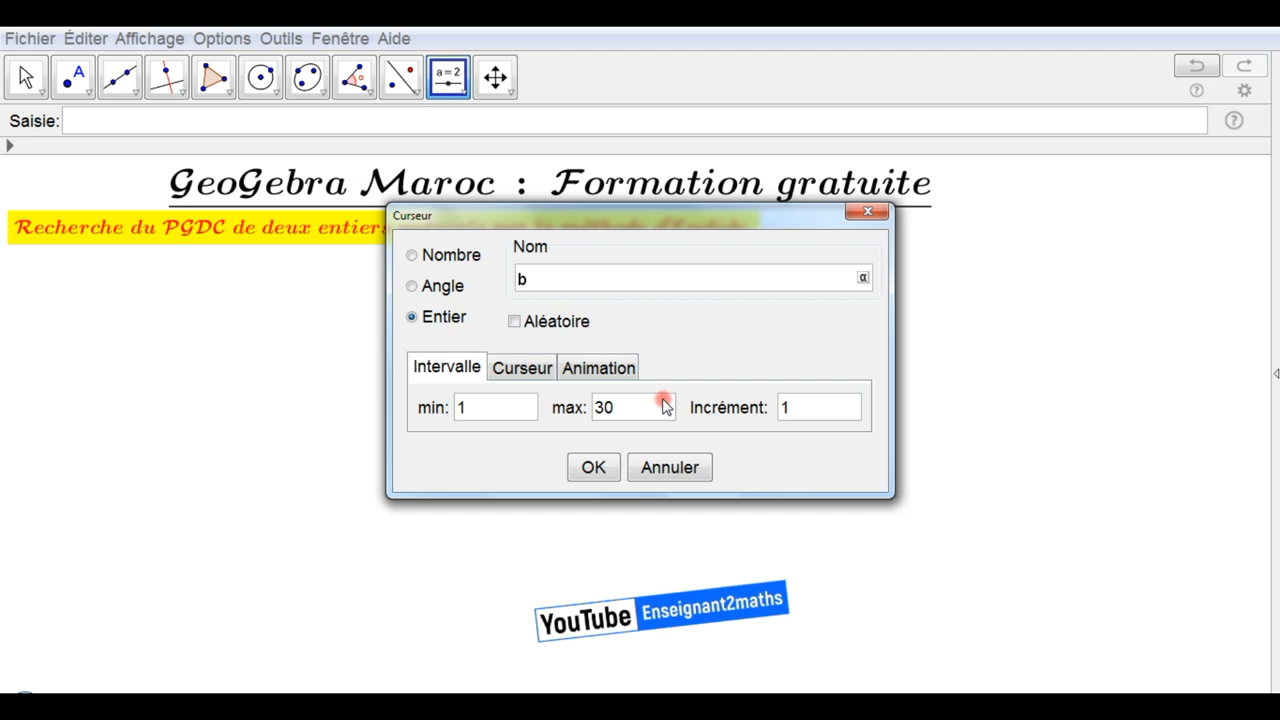 Fichier Éditer Affichage Options Outils Fenêtre Aide
A
a=2
Saisie:
GeoGebra Maroc : Formation gratuite
Recherche du PGDC de deux entiers
Curseur
Nombre
Nom
Angle
b
α
Entier
Aléatoire
Intervalle Curseur Animation
min: 1 max: 30 Incrément: 1
OK Annuler
YouTube Enseignant2maths